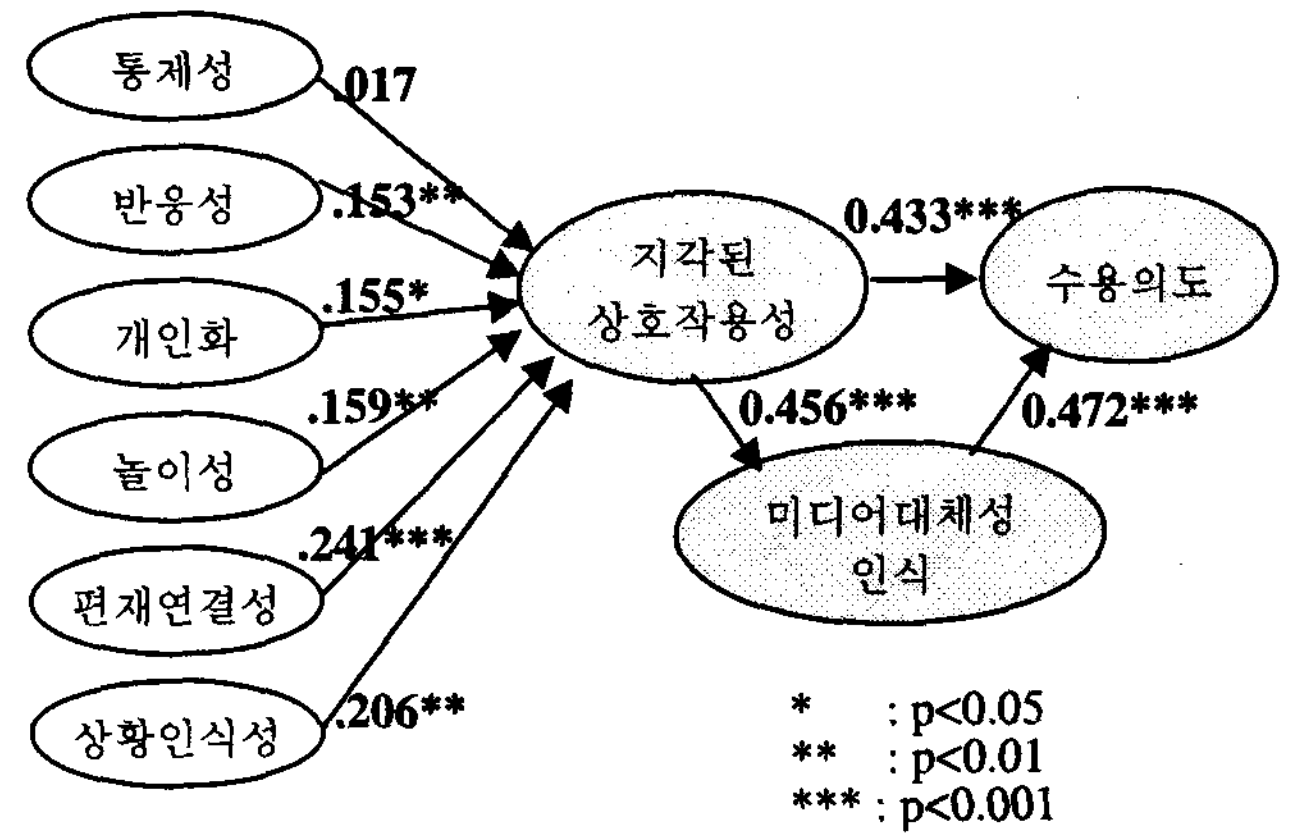 통제성
.017
반응성
.153**
개인화
.155*
놀이성
.159**
편재연결성
.241***
상황인식성
.206**
지각된
상호작용성
0.433***
수용의도
0.456***
0.472***
미디어대체성
인식
* : p<0.05
** : p<0.01
*** : p<0.001